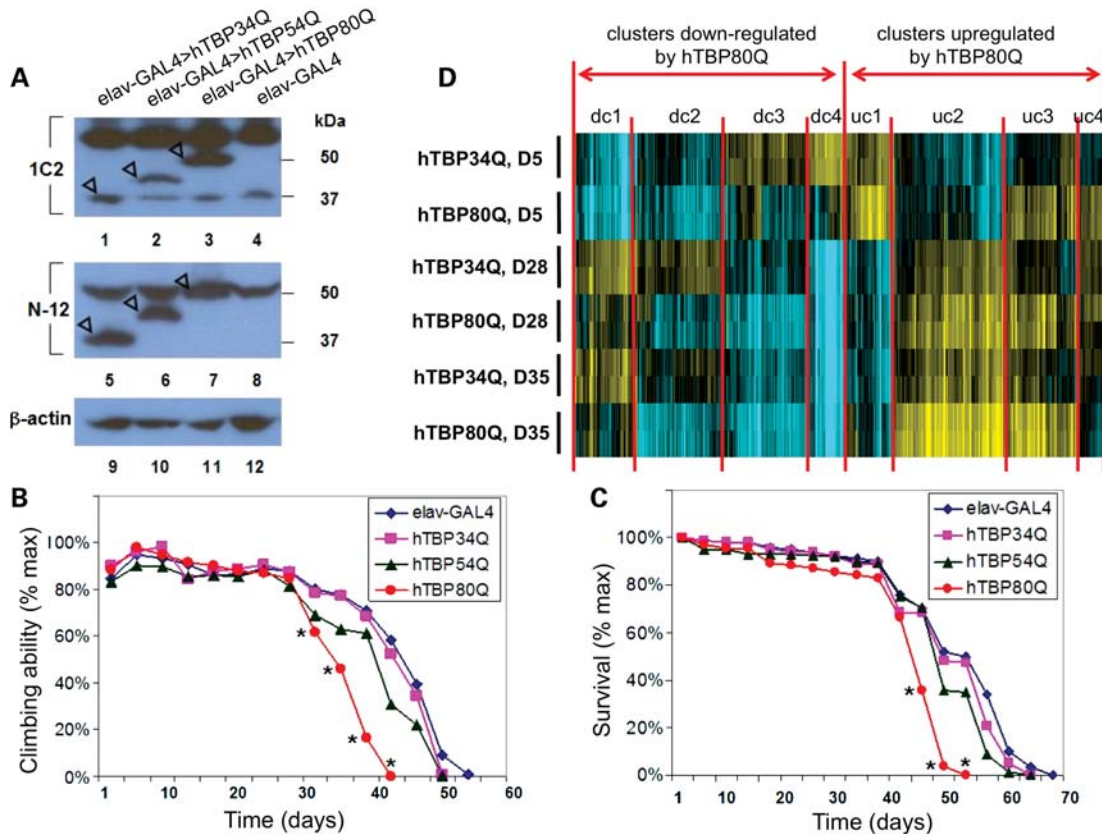 A
elav-GAL4>hTBP34Q
elav-GAL4>hTBP54Q
elav-GAL4>hTBP80Q
elav-GAL4
kDa
1C2
50
37
1 2 3 4
N-12
50
37
5 6 7 8
β-actin
9 10 11 12
D
clusters down-regulated
by hTBP80Q
clusters upregulated
by hTBP80Q
dc1 dc2 dc3 dc4 uc1 uc2 uc3 uc4
hTBP34Q, D5
hTBP80Q, D5
hTBP34Q, D28
hTBP80Q, D28
hTBP34Q, D35
hTBP80Q, D35
B
Climbing ability (% max)
100%
80%
60%
40%
20%
0%
elav-GAL4
hTBP34Q
hTBP54Q
hTBP80Q
* * * *
1 10 20 30 40 50 60
Time (days)
C
Survival (% max)
100%
80%
60%
40%
20%
0%
elav-GAL4
hTBP34Q
hTBP54Q
hTBP80Q
* * *
1 10 20 30 40 50 60 70
Time (days)